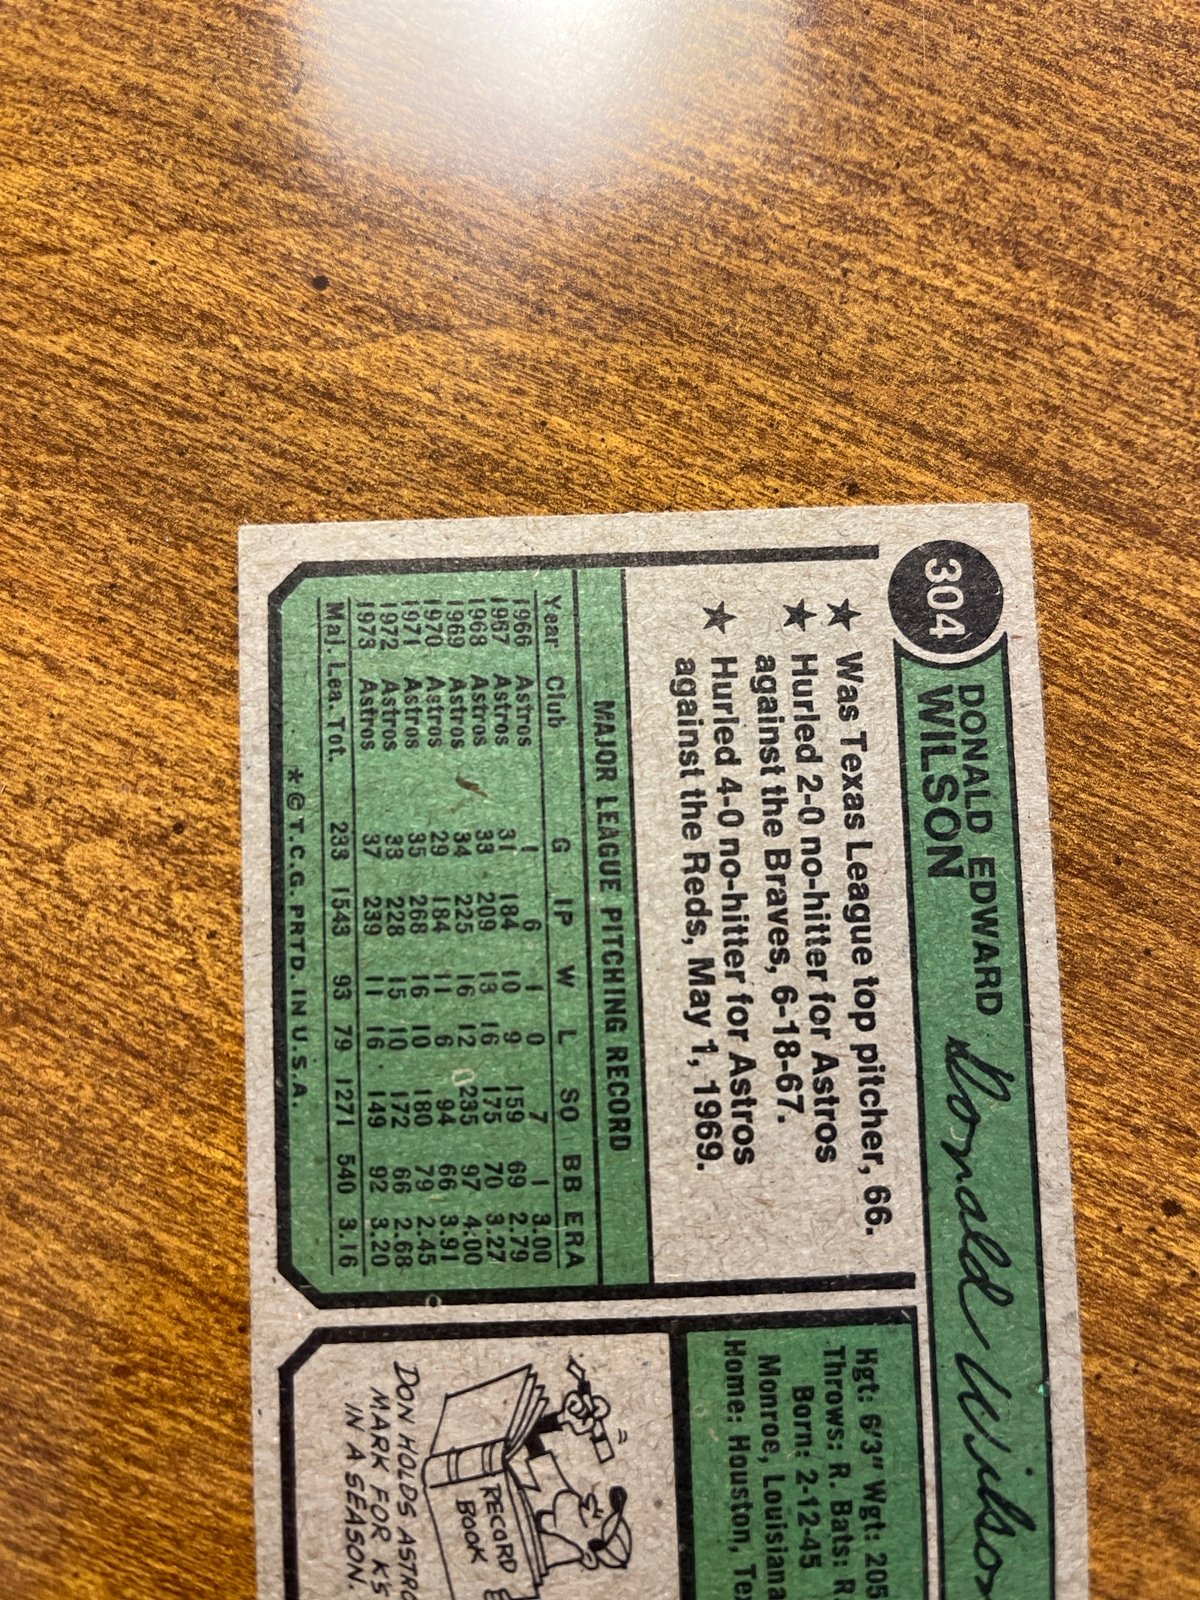 304
DONALD EDWARD
WILSON
Donald Wilson
★ Was Texas League top pitcher, 66.
★ Hurled 2-0 no-hitter for Astros
against the Braves, 6-18-67.
★ Hurled 4-0 no-hitter for Astros
against the Reds, May 1, 1969.
MAJOR LEAGUE PITCHING RECORD
Year Club G IP W L SO BB ERA
1966 Astros 1 6 1 0 7 1 3.00
1967 Astros 31 184 10 9 159 69 2.79
1968 Astros 33 209 13 16 175 70 3.27
1969 Astros 34 225 16 12 235 97 4.00
1970 Astros 29 184 11 6 94 66 3.91
1971 Astros 35 268 16 10 180 79 2.45
1972 Astros 33 228 15 10 172 66 2.68
1973 Astros 37 239 11 16 149 92 3.20
Maj. Lea. Tot. 233 1543 93 79 1271 540 3.16
*© T.C.G. PRTD. IN U.S.A.
Hgt: 6'3" Wgt: 205
Throws: R. Bats: R
Born: 2-12-45
Monroe, Louisiana
Home: Houston, Te
RECORD
BOOK
DON HOLDS ASTRO
MARK FOR K'S
IN A SEASON.